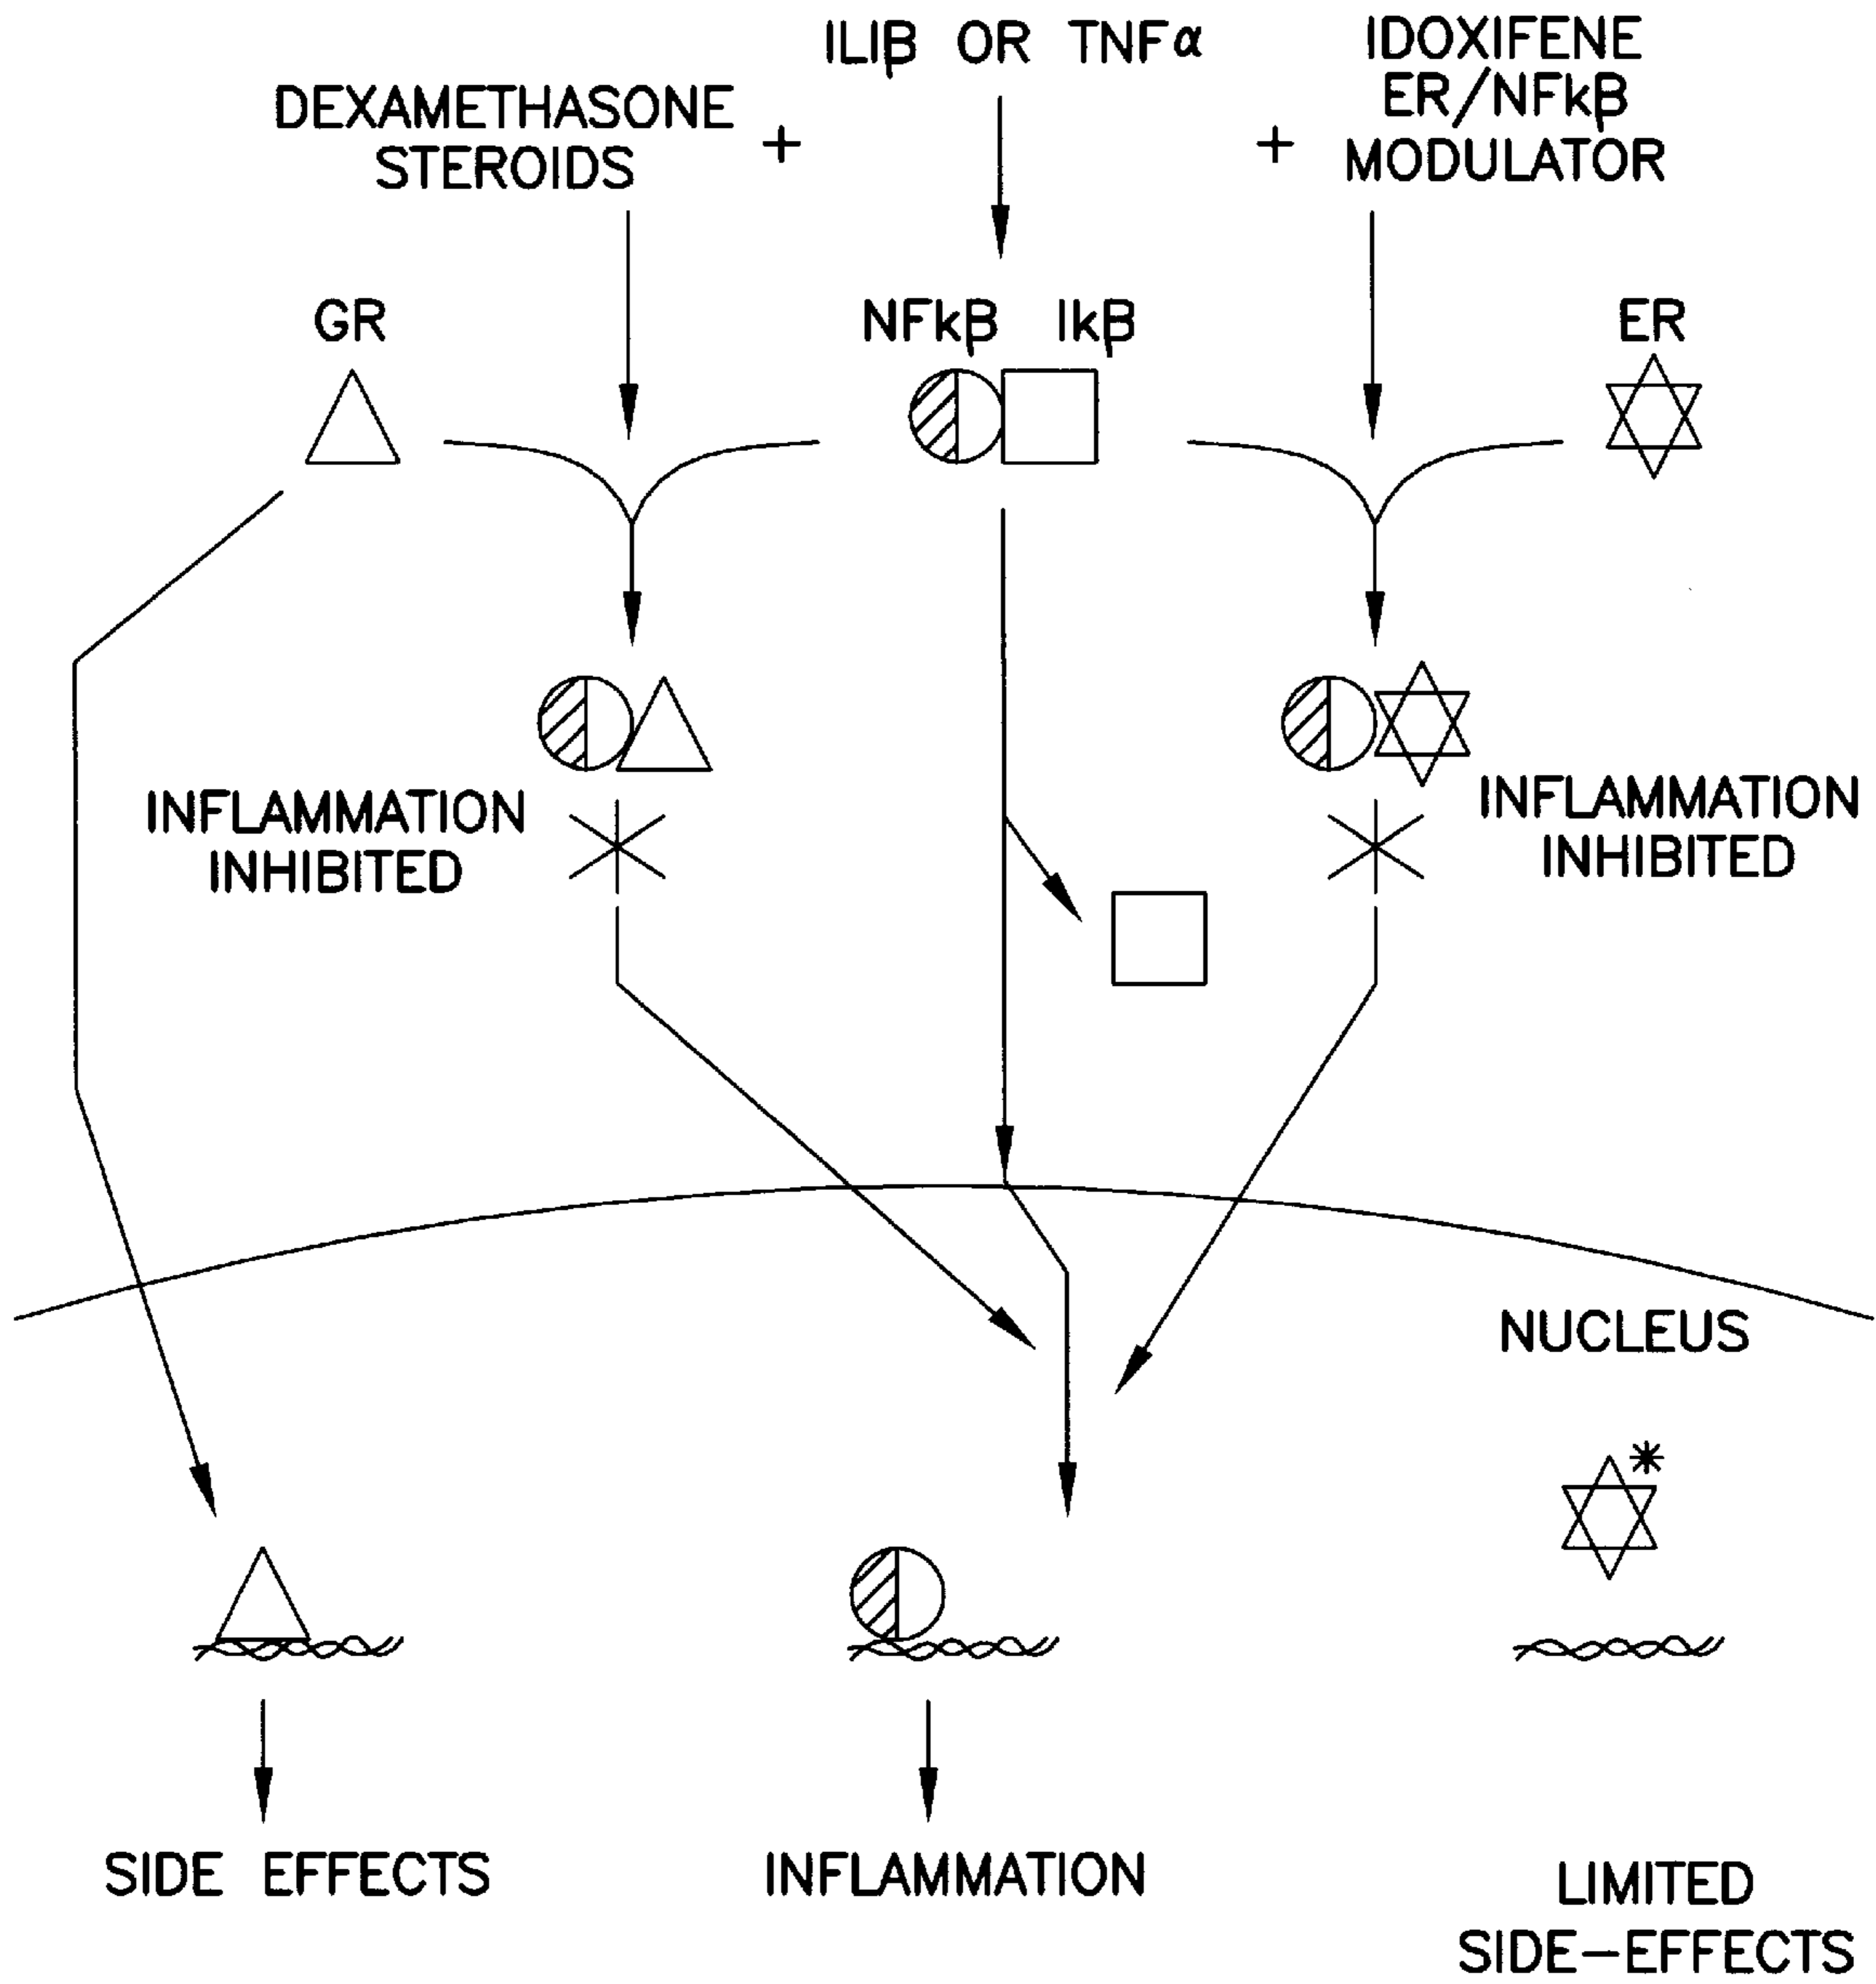 ILIβ OR TNFα
DEXAMETHASONE
STEROIDS
+
+
IDOXIFENE
ER/NFkβ
MODULATOR
GR
NFkβ
Ikβ
ER
INFLAMMATION
INHIBITED
INFLAMMATION
INHIBITED
NUCLEUS
SIDE EFFECTS
INFLAMMATION
LIMITED
SIDE-EFFECTS